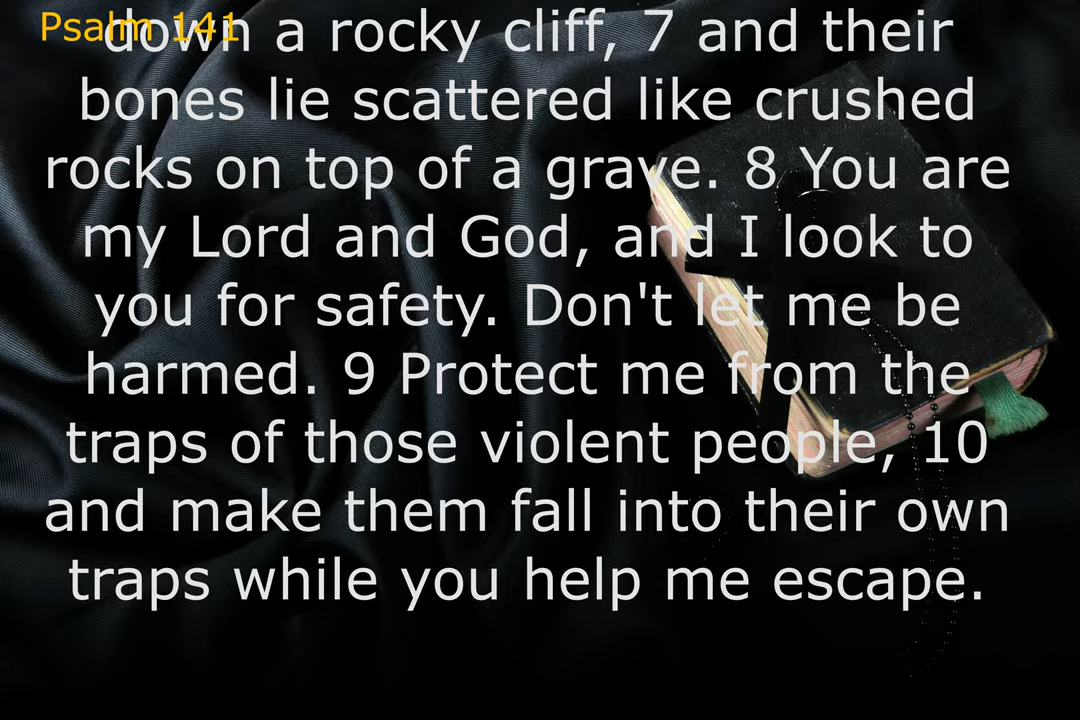 Psalm 141
down a rocky cliff, 7 and their
bones lie scattered like crushed
rocks on top of a grave. 8 You are
my Lord and God, and I look to
you for safety. Don't let me be
harmed. 9 Protect me from the
traps of those violent people, 10
and make them fall into their own
traps while you help me escape.